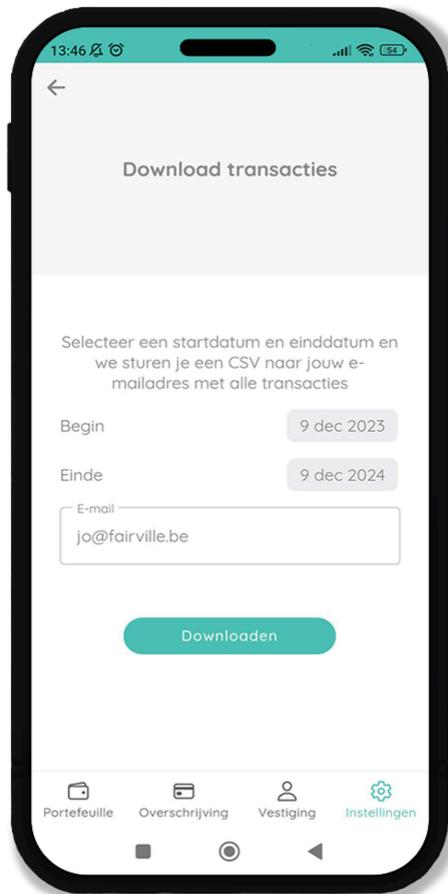 13:46
54
Download transacties
Selecteer een startdatum en einddatum en
we sturen je een CSV naar jouw e-
mailadres met alle transacties
Begin 9 dec 2023
Einde 9 dec 2024
E-mail
jo@fairville.be
Downloaden
Portefeuille Overschrijving Vestiging Instellingen